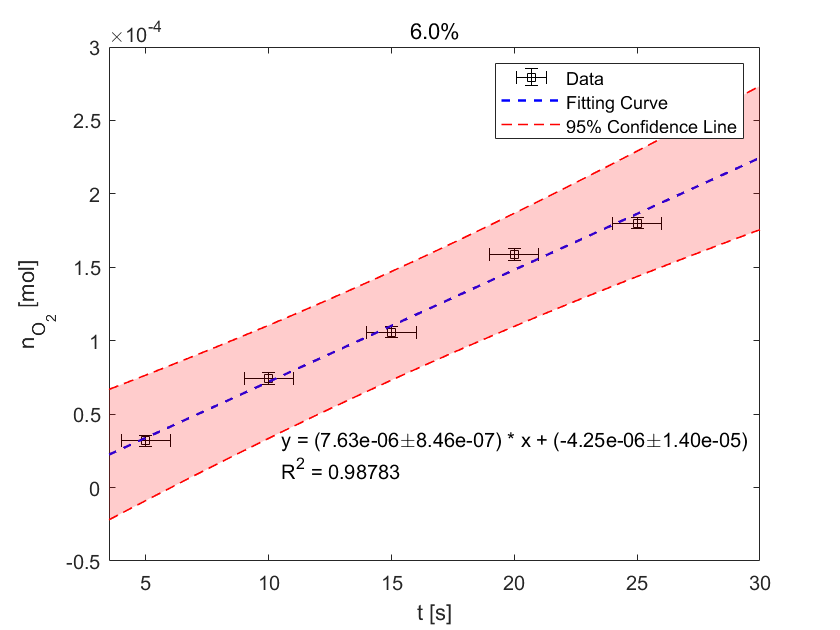 ×10⁻⁴
6.0%
3
2.5
2
1.5
1
0.5
0
-0.5
n_O₂ [mol]
Data
Fitting Curve
95% Confidence Line
y = (7.63e-06±8.46e-07) * x + (-4.25e-06±1.40e-05)
R² = 0.98783
5 10 15 20 25 30
t [s]